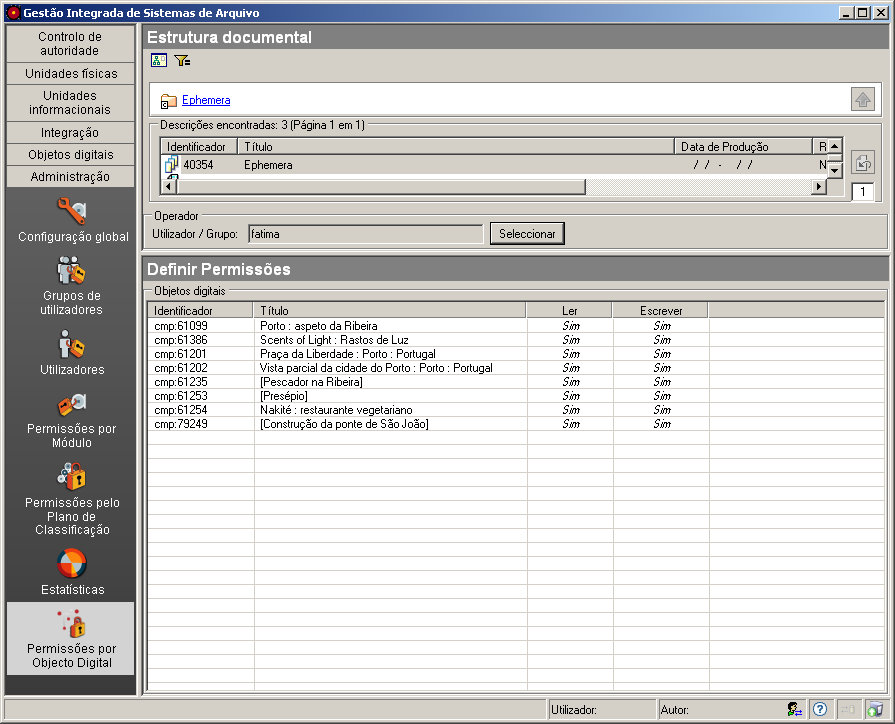 Gestão Integrada de Sistemas de Arquivo
Controlo de
autoridade
Unidades físicas
Unidades
informacionais
Integração
Objetos digitais
Administração
Configuração global
Grupos de
utilizadores
Utilizadores
Permissões por
Módulo
Permissões pelo
Plano de
Classificação
Estatísticas
Permissões por
Objecto Digital
Estrutura documental
Ephemera
Descrições encontradas: 3 (Página 1 em 1)
Identificador Título Data de Produção R
40354 Ephemera / / - / / N
1
Operador
Utilizador / Grupo: fatima Seleccionar
Definir Permissões
Objetos digitais
Identificador Título Ler Escrever
cmp:61099 Porto : aspeto da Ribeira Sim Sim
cmp:61386 Scents of Light : Rastos de Luz Sim Sim
cmp:61201 Praça da Liberdade : Porto : Portugal Sim Sim
cmp:61202 Vista parcial da cidade do Porto : Porto : Portugal Sim Sim
cmp:61235 [Pescador na Ribeira] Sim Sim
cmp:61253 [Presépio] Sim Sim
cmp:61254 Nakité : restaurante vegetariano Sim Sim
cmp:79249 [Construção da ponte de São João] Sim Sim
Utilizador: Autor: